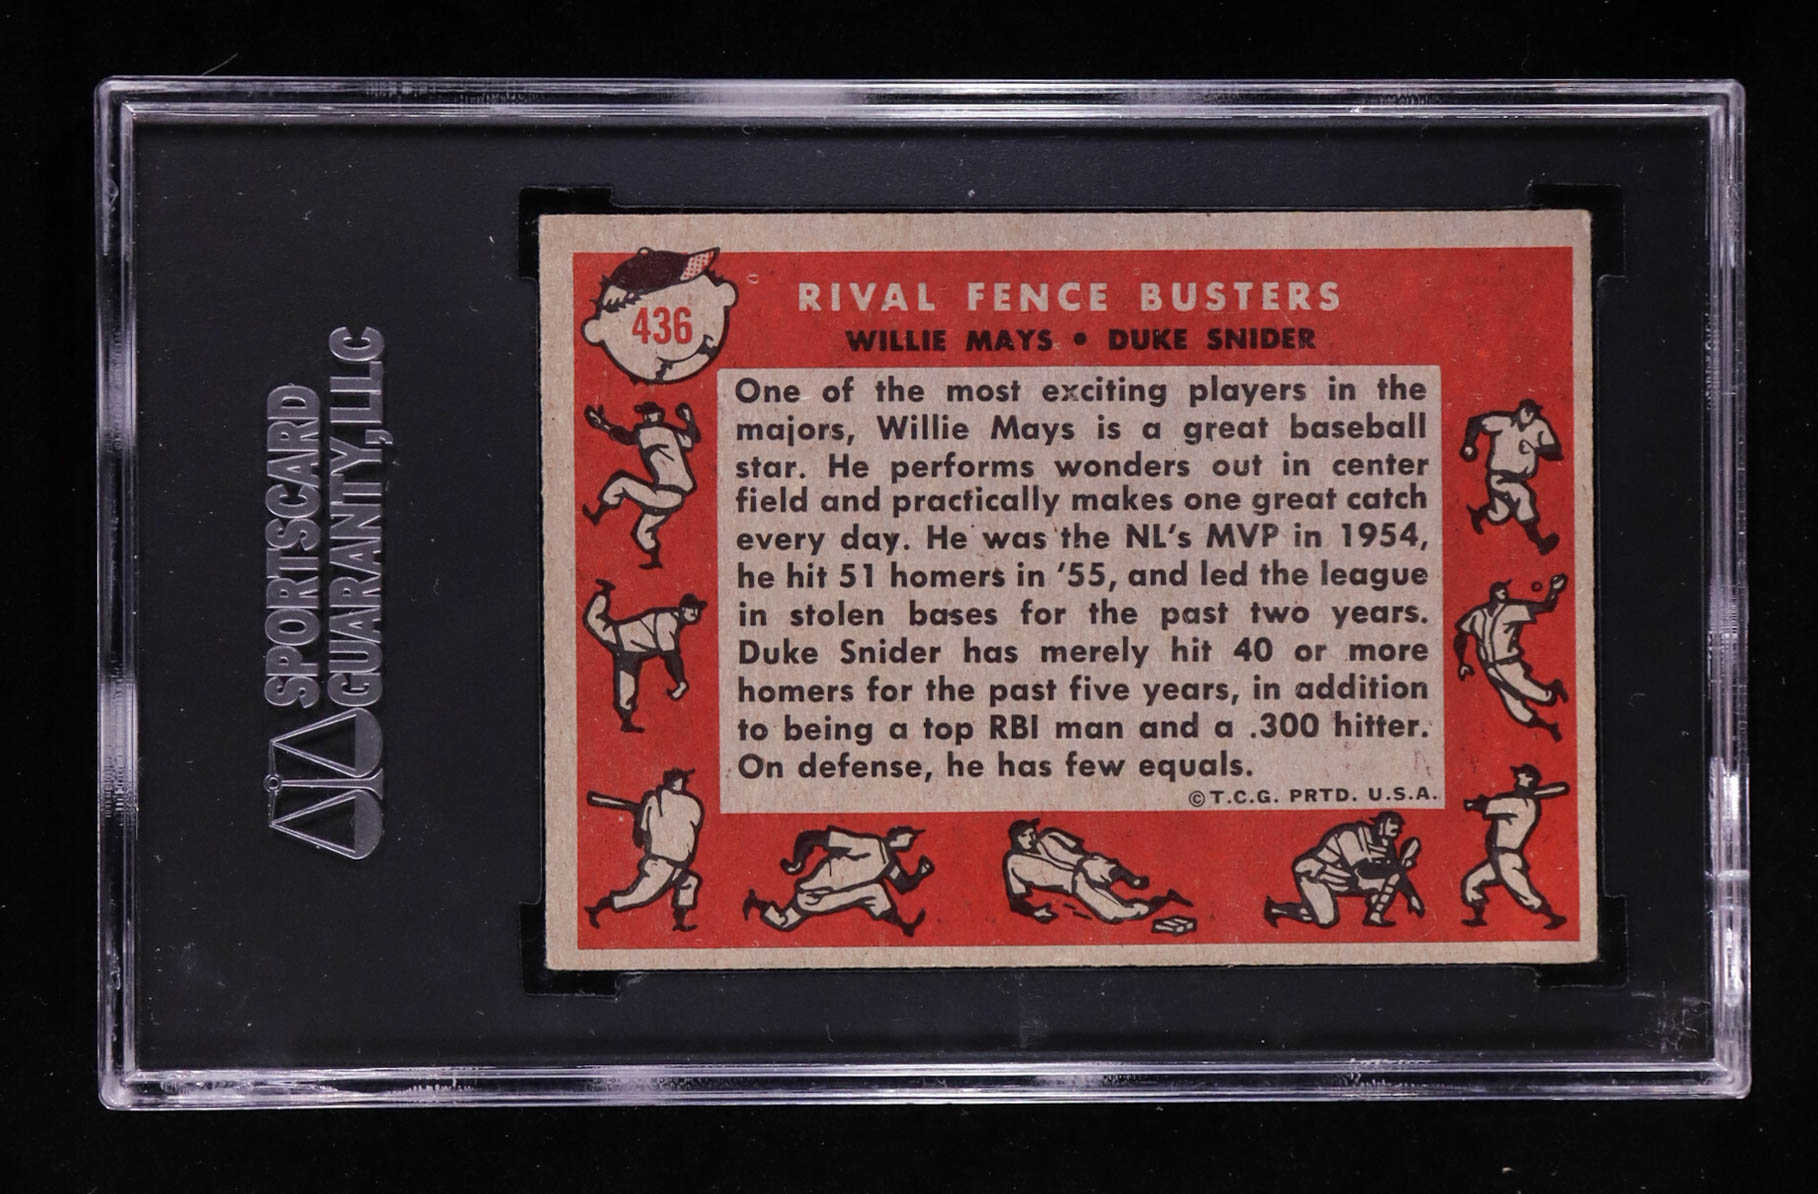 SPORTSCARD
GUARANTY, LLC
436
RIVAL FENCE BUSTERS
WILLIE MAYS • DUKE SNIDER
One of the most exciting players in the
majors, Willie Mays is a great baseball
star. He performs wonders out in center
field and practically makes one great catch
every day. He was the NL's MVP in 1954,
he hit 51 homers in '55, and led the league
in stolen bases for the past two years.
Duke Snider has merely hit 40 or more
homers for the past five years, in addition
to being a top RBI man and a .300 hitter.
On defense, he has few equals.
© T.C.G. PRTD. U.S.A.